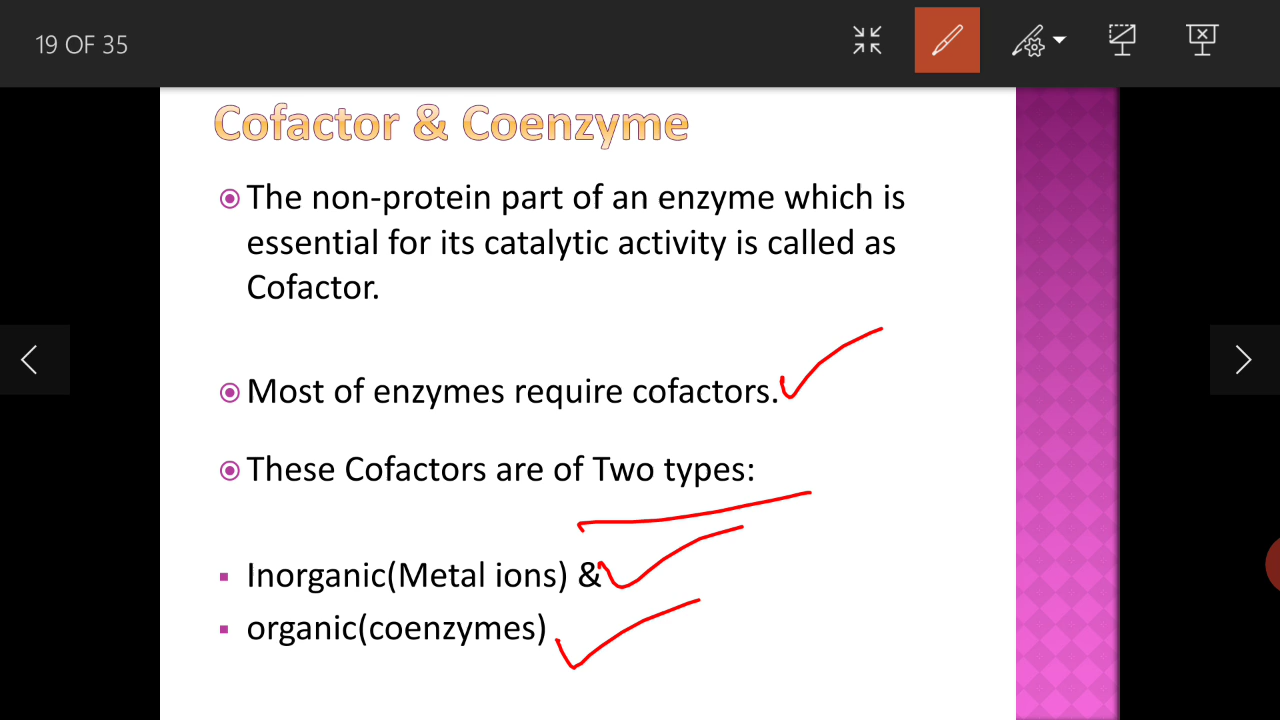 19 OF 35
Cofactor & Coenzyme
The non-protein part of an enzyme which is
essential for its catalytic activity is called as
Cofactor.
Most of enzymes require cofactors.
These Cofactors are of Two types:
Inorganic(Metal ions) &
organic(coenzymes)